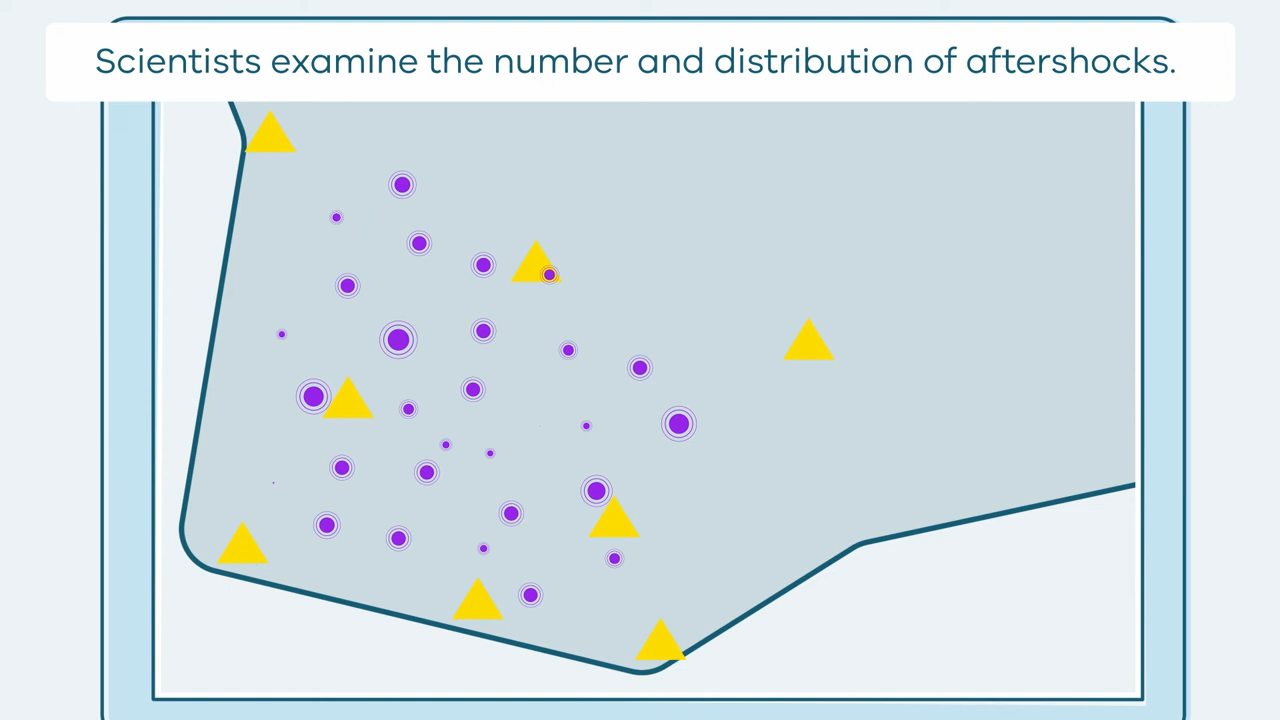 Scientists examine the number and distribution of aftershocks.